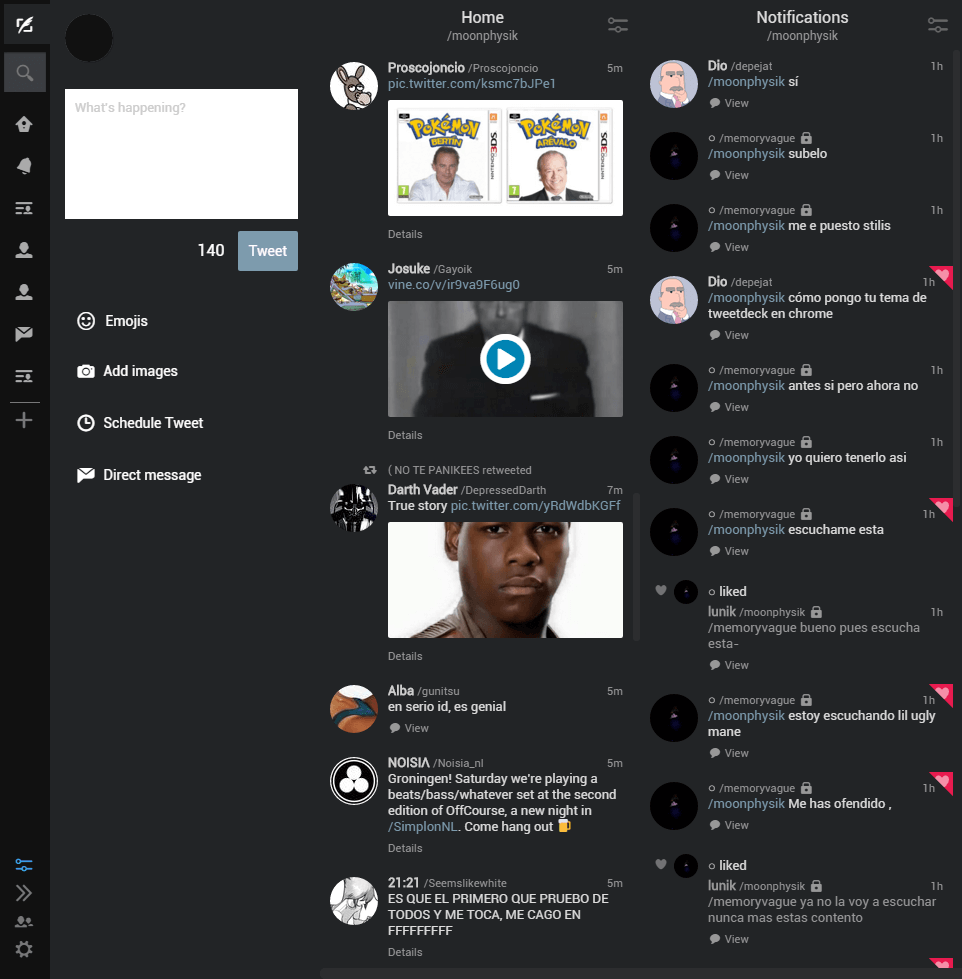 What's happening?
140
Tweet
Emojis
Add images
Schedule Tweet
Direct message
Home
/moonphysik
Proscojoncio /Proscojoncio 5m
pic.twitter.com/ksmc7bJPe1
POKÉMON
BERTÍN
NINTENDO 3DS
7
POKÉMON
ARÉVALO
NINTENDO 3DS
7
Details
Josuke /Gayoik 5m
vine.co/v/ir9va9F6ug0
Details
( NO TE PANIKEES retweeted
Darth Vader /DepressedDarth 7m
True story pic.twitter.com/yRdWdbKGFf
Details
Alba /gunitsu 5m
en serio id, es genial
View
NOISIΛ /Noisia_nl 5m
Groningen! Saturday we're playing a
beats/bass/whatever set at the second
edition of OffCourse, a new night in
/SimplonNL. Come hang out 🍺
Details
21:21 /Seemslikewhite 5m
ES QUE EL PRIMERO QUE PRUEBO DE
TODOS Y ME TOCA, ME CAGO EN
FFFFFFFFF
Details
Notifications
/moonphysik
Dio /depejat 1h
/moonphysik sí
View
○ /memoryvague 1h
/moonphysik subelo
View
○ /memoryvague 1h
/moonphysik me e puesto stilis
View
Dio /depejat 1h
/moonphysik cómo pongo tu tema de
tweetdeck en chrome
View
○ /memoryvague 1h
/moonphysik antes si pero ahora no
View
○ /memoryvague 1h
/moonphysik yo quiero tenerlo asi
View
○ /memoryvague 1h
/moonphysik escuchame esta
View
○ liked
lunik /moonphysik 1h
/memoryvague bueno pues escucha
esta-
View
○ /memoryvague 1h
/moonphysik estoy escuchando lil ugly
mane
View
○ /memoryvague 1h
/moonphysik Me has ofendido ,
View
○ liked
lunik /moonphysik 1h
/memoryvague ya no la voy a escuchar
nunca mas estas contento
View